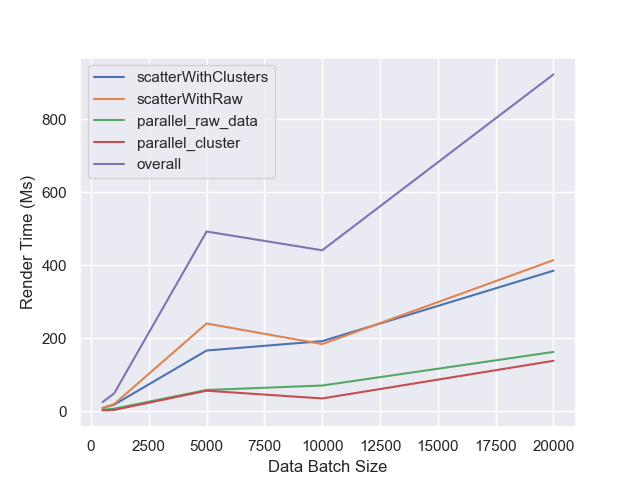 scatterWithClusters
scatterWithRaw
parallel_raw_data
parallel_cluster
overall
Render Time (Ms)
800
600
400
200
0
0 2500 5000 7500 10000 12500 15000 17500 20000
Data Batch Size